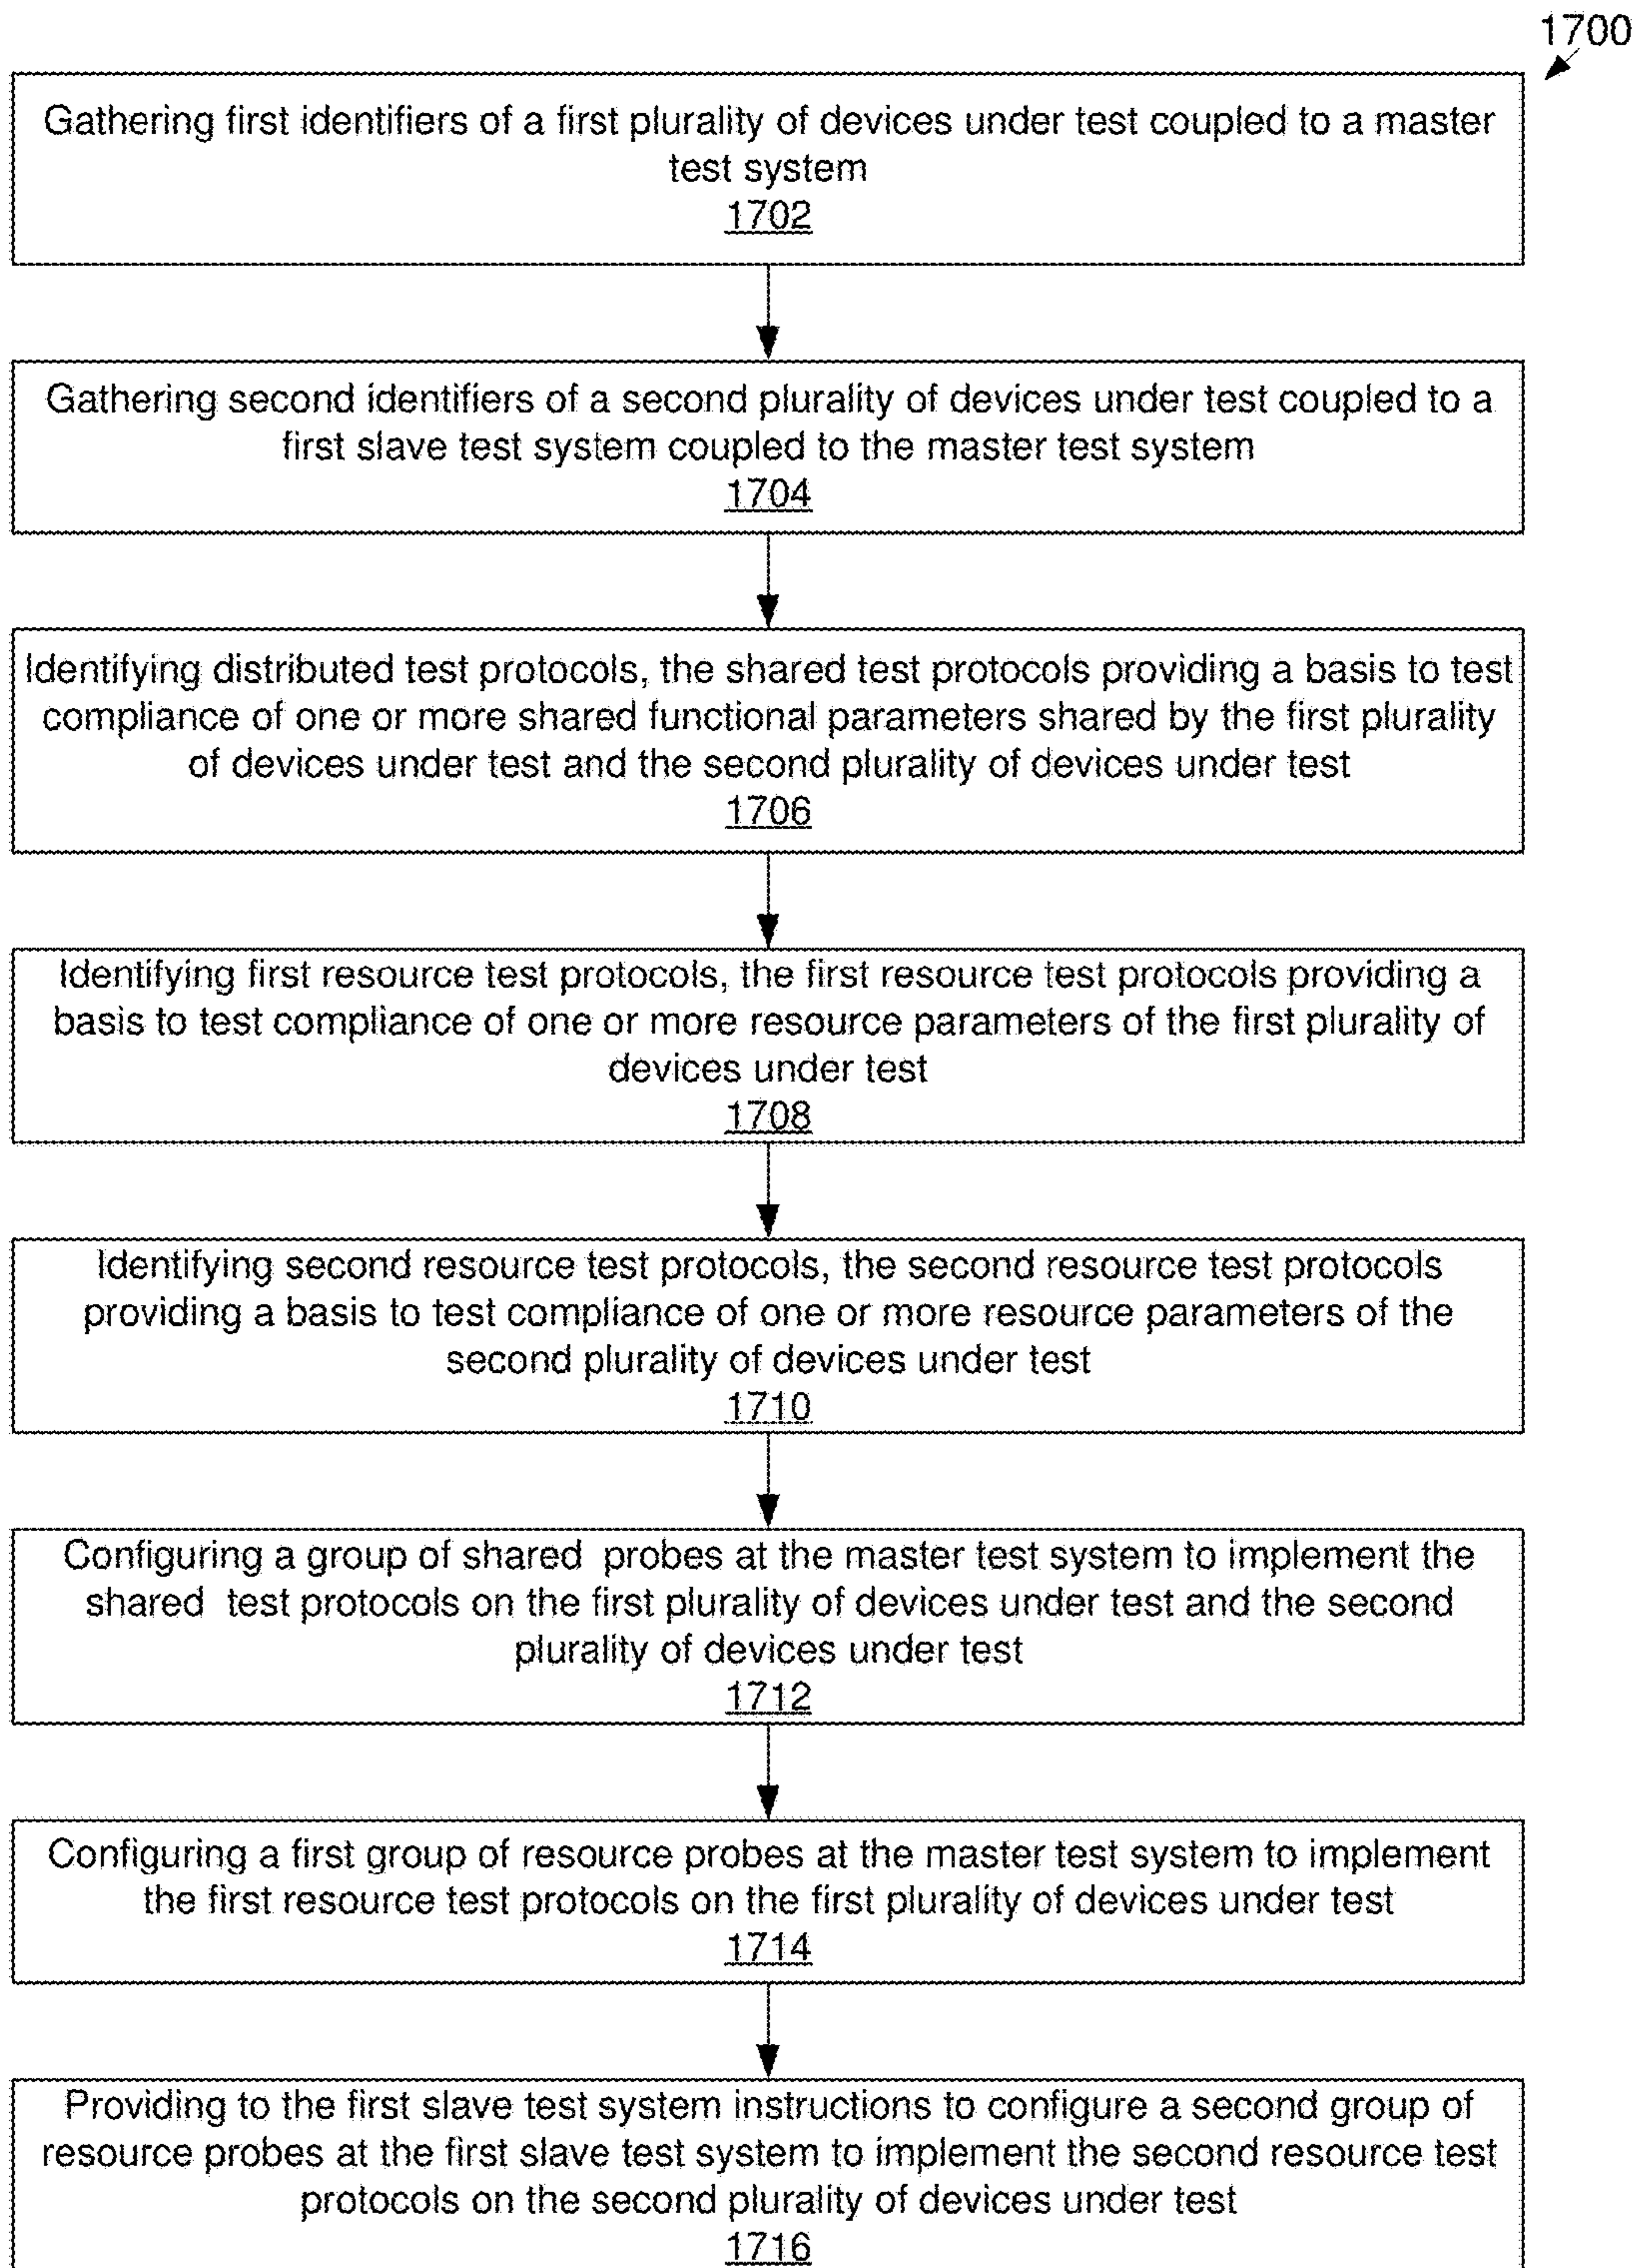 1700
Gathering first identifiers of a first plurality of devices under test coupled to a master
test system
1702
Gathering second identifiers of a second plurality of devices under test coupled to a
first slave test system coupled to the master test system
1704
Identifying distributed test protocols, the shared test protocols providing a basis to test
compliance of one or more shared functional parameters shared by the first plurality
of devices under test and the second plurality of devices under test
1706
Identifying first resource test protocols, the first resource test protocols providing a
basis to test compliance of one or more resource parameters of the first plurality of
devices under test
1708
Identifying second resource test protocols, the second resource test protocols
providing a basis to test compliance of one or more resource parameters of the
second plurality of devices under test
1710
Configuring a group of shared probes at the master test system to implement the
shared test protocols on the first plurality of devices under test and the second
plurality of devices under test
1712
Configuring a first group of resource probes at the master test system to implement
the first resource test protocols on the first plurality of devices under test
1714
Providing to the first slave test system instructions to configure a second group of
resource probes at the first slave test system to implement the second resource test
protocols on the second plurality of devices under test
1716